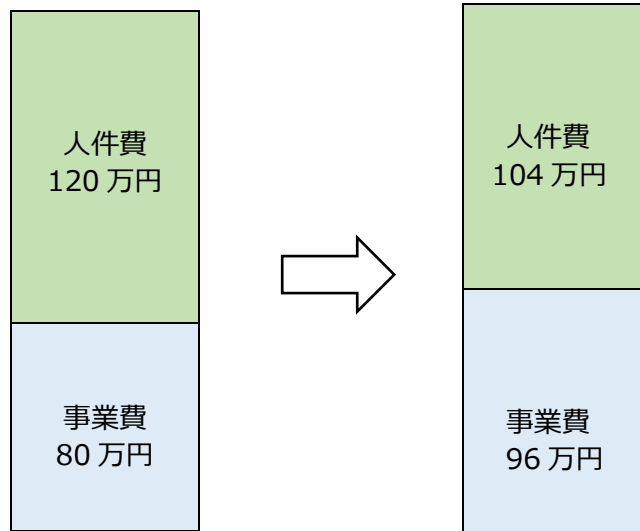 人件費
120 万円
事業費
80 万円
人件費
104 万円
事業費
96 万円